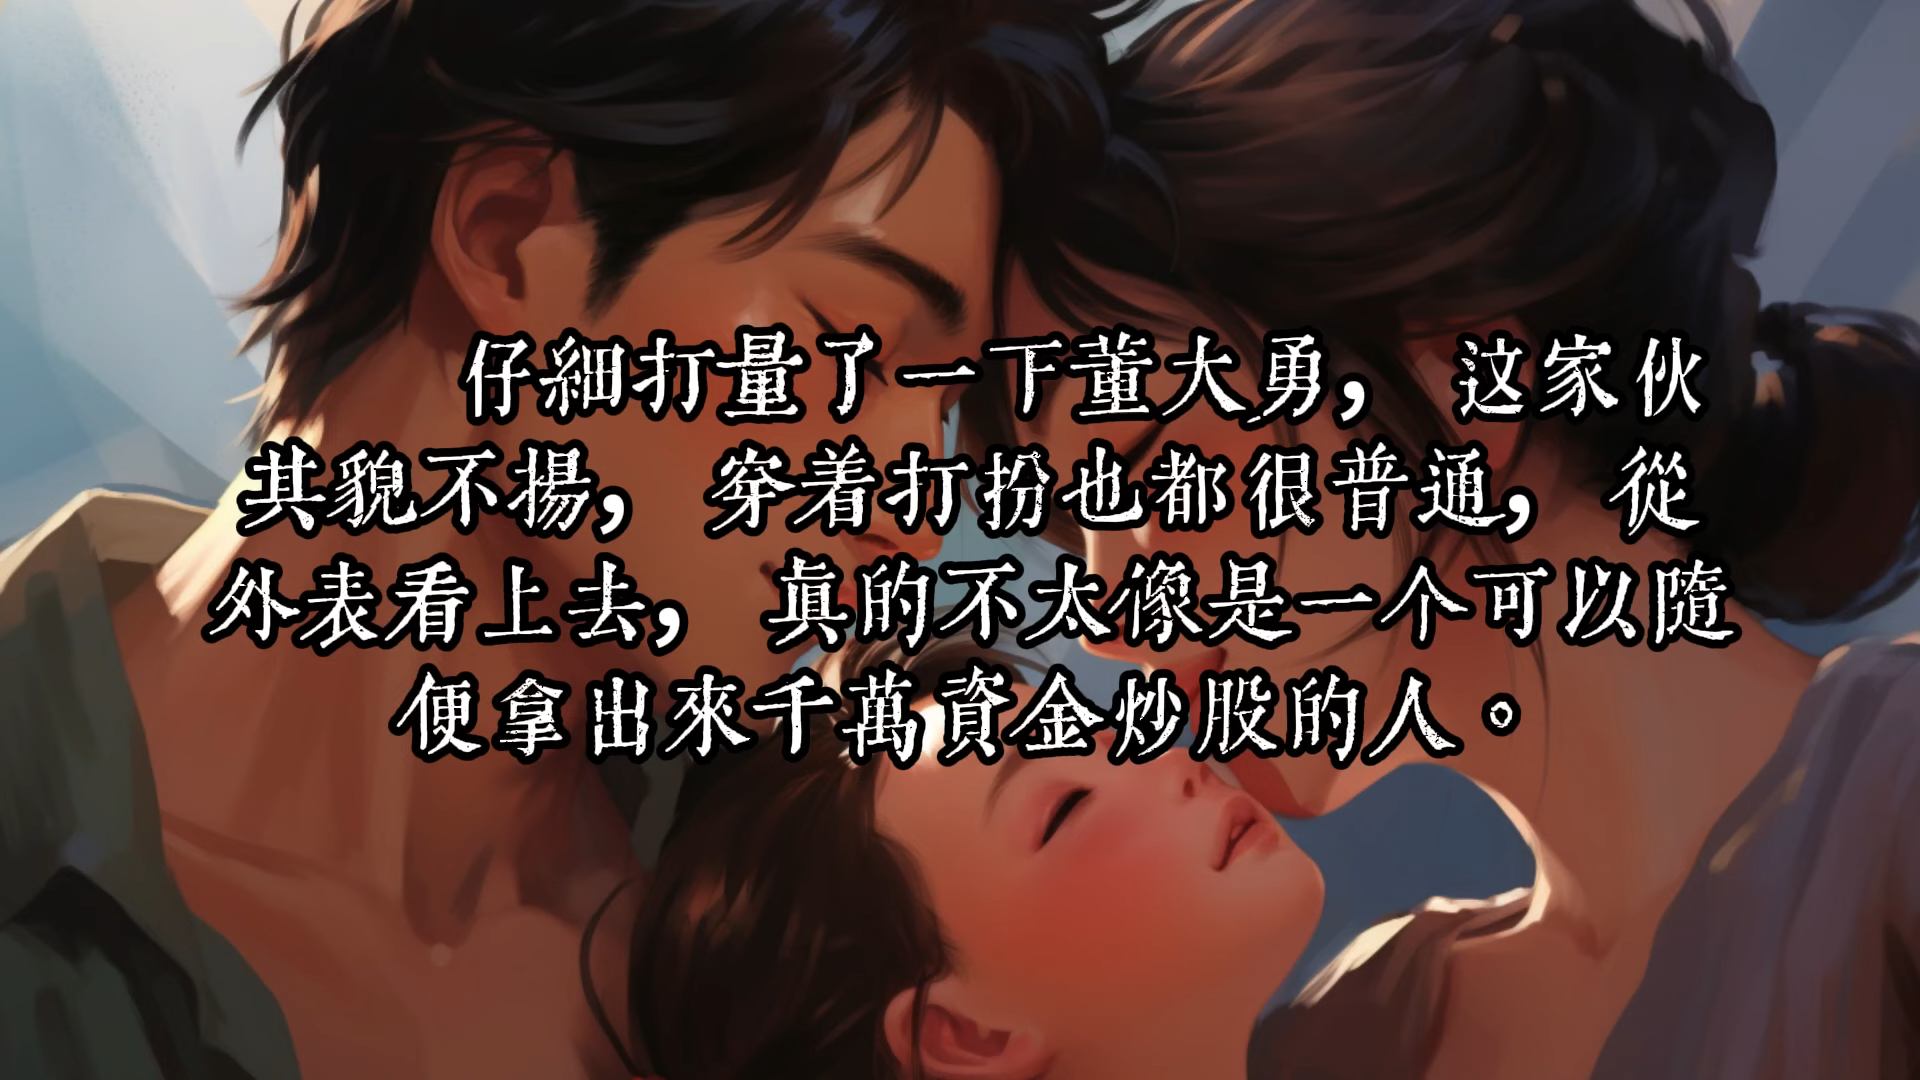 仔細打量了一下董大勇，这家伙
其貌不揚，穿着打扮也都很普通，從
外表看上去，真的不太像是一个可以隨
便拿出來千萬資金炒股的人。